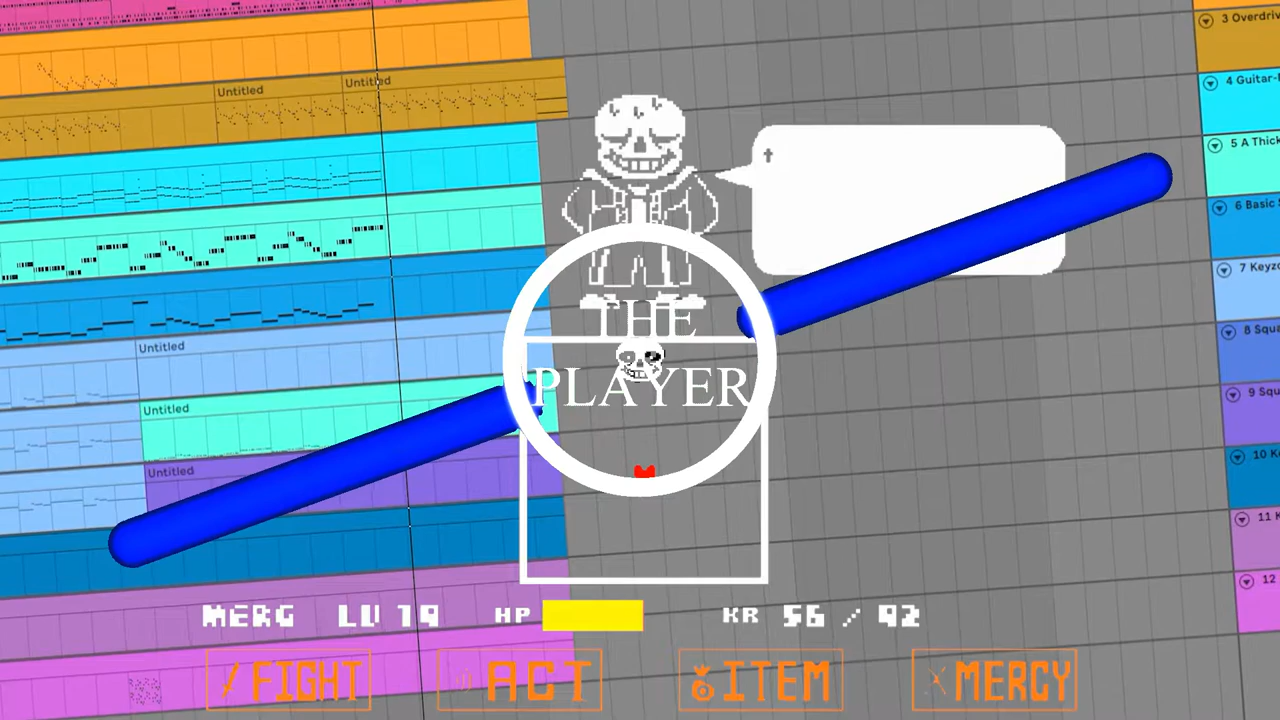 3 Overdriv
Untitled
Untitled
4 Guitar-
5 A Thick
t
6 Basic
7 Keyzo
THE
PLAYER
Untitled
8 Squa
Untitled
9 Squ
Untitled
10 K
11 K
12
MERG LV 19 HP KR 56 / 92
FIGHT ACT ITEM MERCY